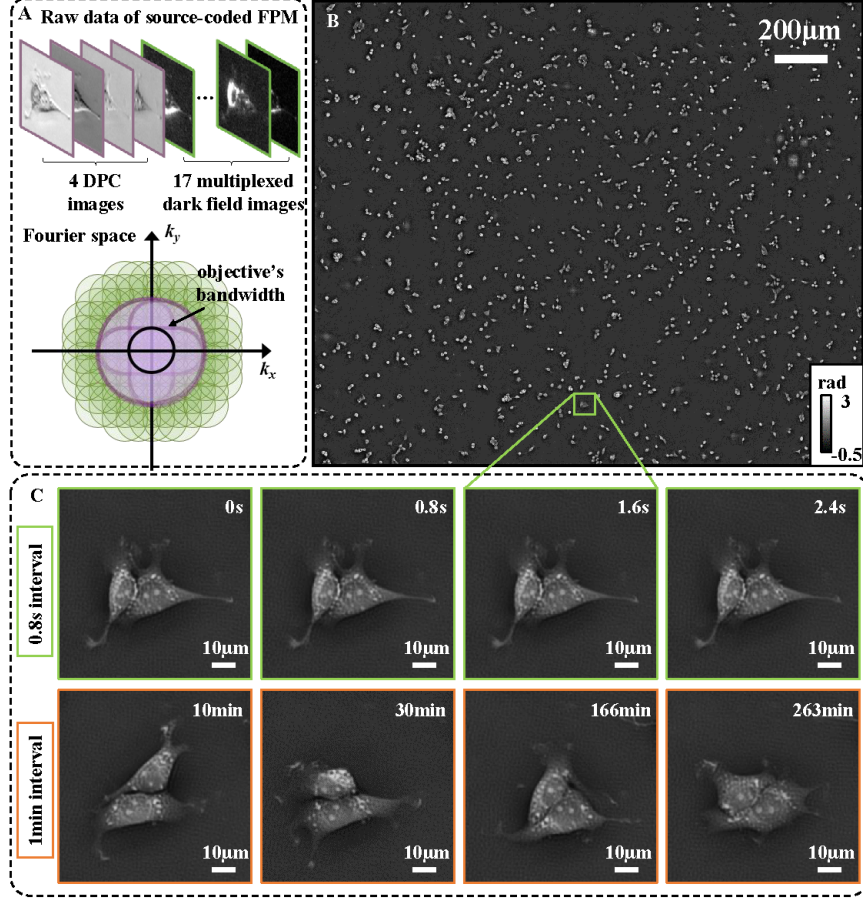 A Raw data of source-coded FPM
...
4 DPC
images
17 multiplexed
dark field images
Fourier space
ky
objective's
bandwidth
kx
B
200μm
rad
3
-0.5
C
0.8s interval
0s
10μm
0.8s
10μm
1.6s
10μm
2.4s
10μm
1min interval
10min
10μm
30min
10μm
166min
10μm
263min
10μm